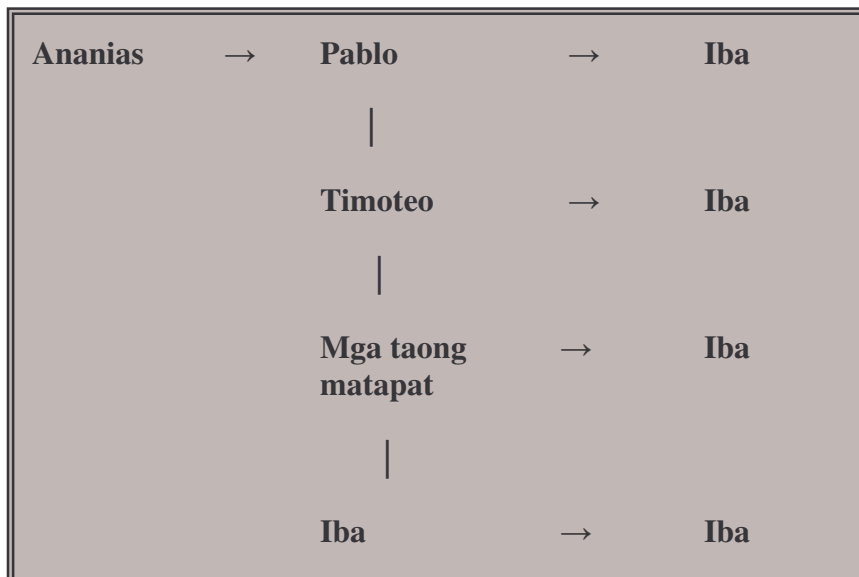 Ananias → Pablo → Iba
|
Timoteo → Iba
|
Mga taong → Iba
matapat
|
Iba → Iba